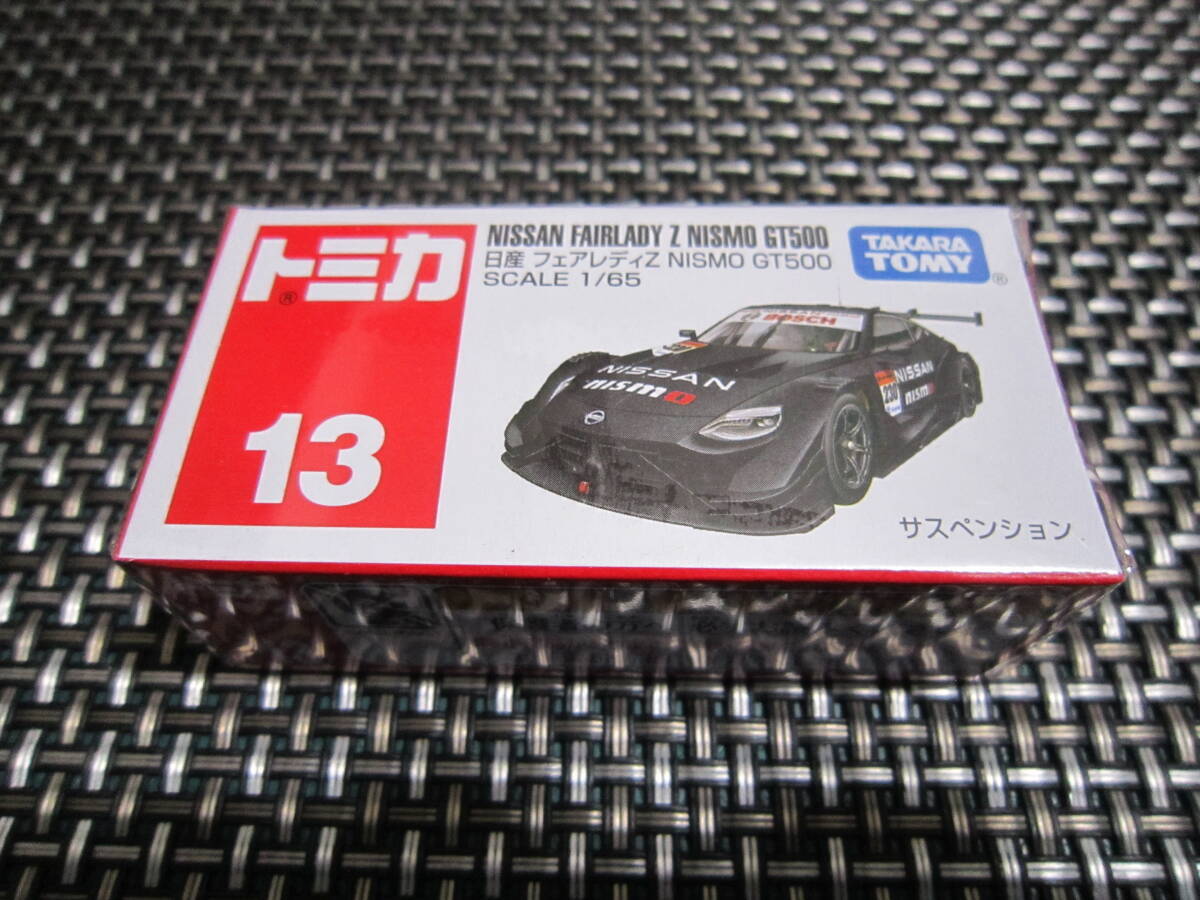 トミカ
®
13
NISSAN FAIRLADY Z NISMO GT500
日産 フェアレディZ NISMO GT500
SCALE 1/65
TAKARA
TOMY
®
BOSCH
NISSAN
nismo
NISSAN
nismo
230
サスペンション